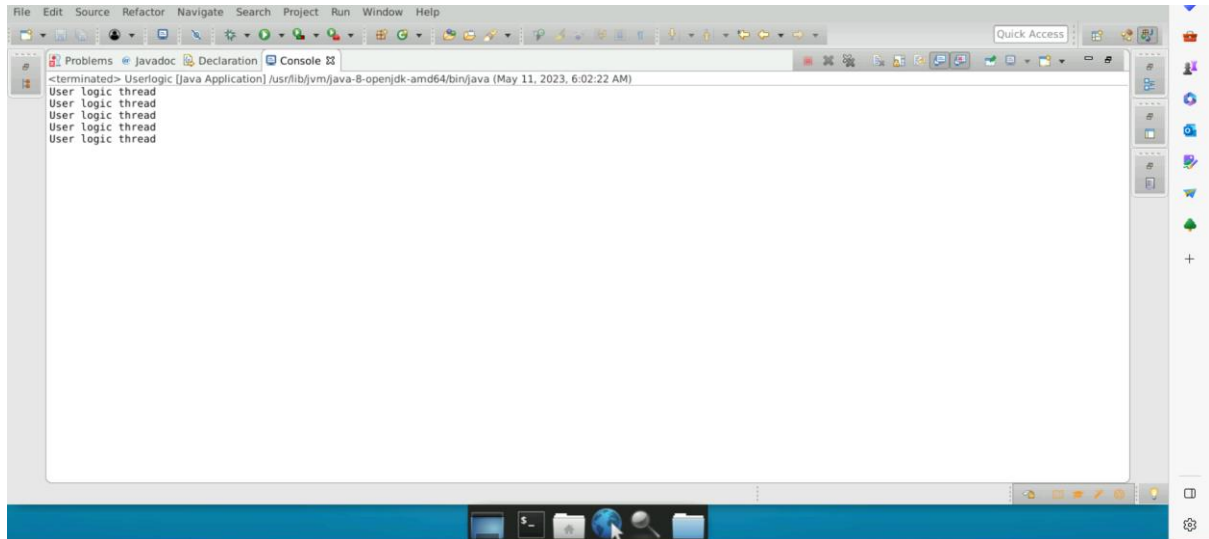 File Edit Source Refactor Navigate Search Project Run Window Help
Quick Access
Problems Javadoc Declaration Console
<terminated> Userlogic [Java Application] /usr/lib/jvm/java-8-openjdk-amd64/bin/java (May 11, 2023, 6:02:22 AM)
User logic thread
User logic thread
User logic thread
User logic thread
User logic thread